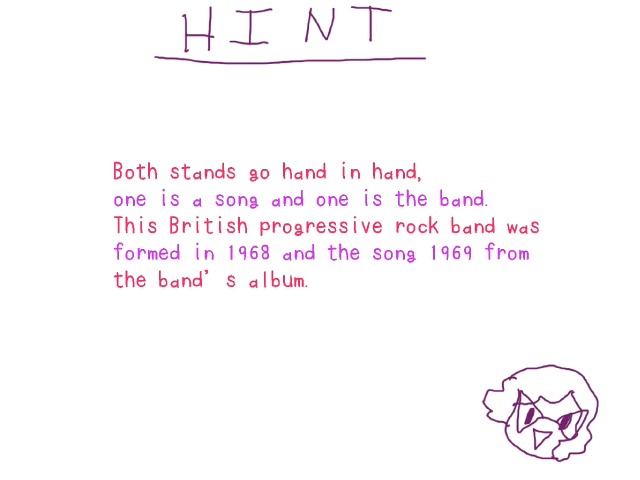 HINT
Both stands go hand in hand,
one is a song and one is the band.
This British progressive rock band was
formed in 1968 and the song 1969 from
the band's album.